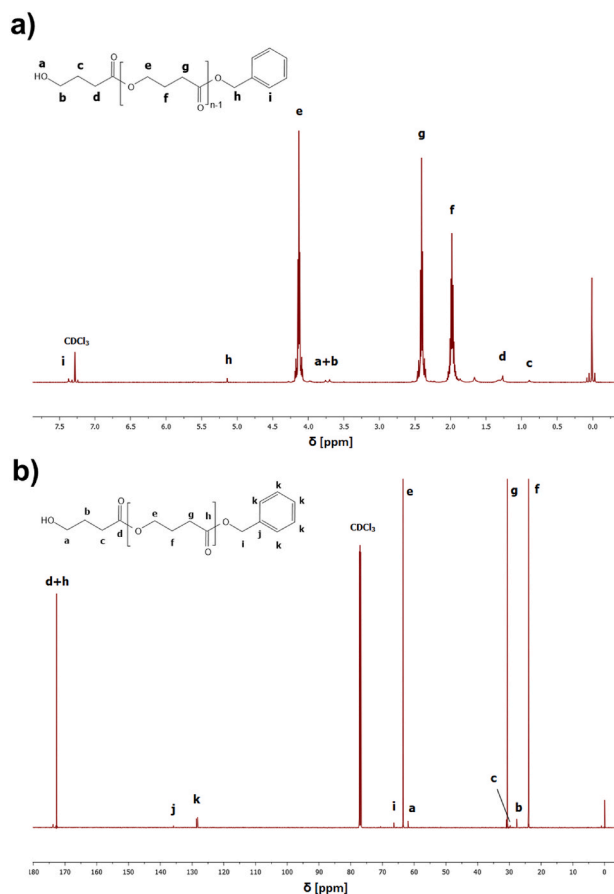 a)
a c O e g
HO O O
b d f O n-1 h i
e
g
f
CDCl3
i h a+b d c
7.5 7.0 6.5 6.0 5.5 5.0 4.5 4.0 3.5 3.0 2.5 2.0 1.5 1.0 0.5 0.0
δ [ppm]
b)
k
b O e g h k k
HO O O
a c d f O i j k k
e g f
CDCl3
d+h
j k i a c b
180 170 160 150 140 130 120 110 100 90 80 70 60 50 40 30 20 10 0
δ [ppm]